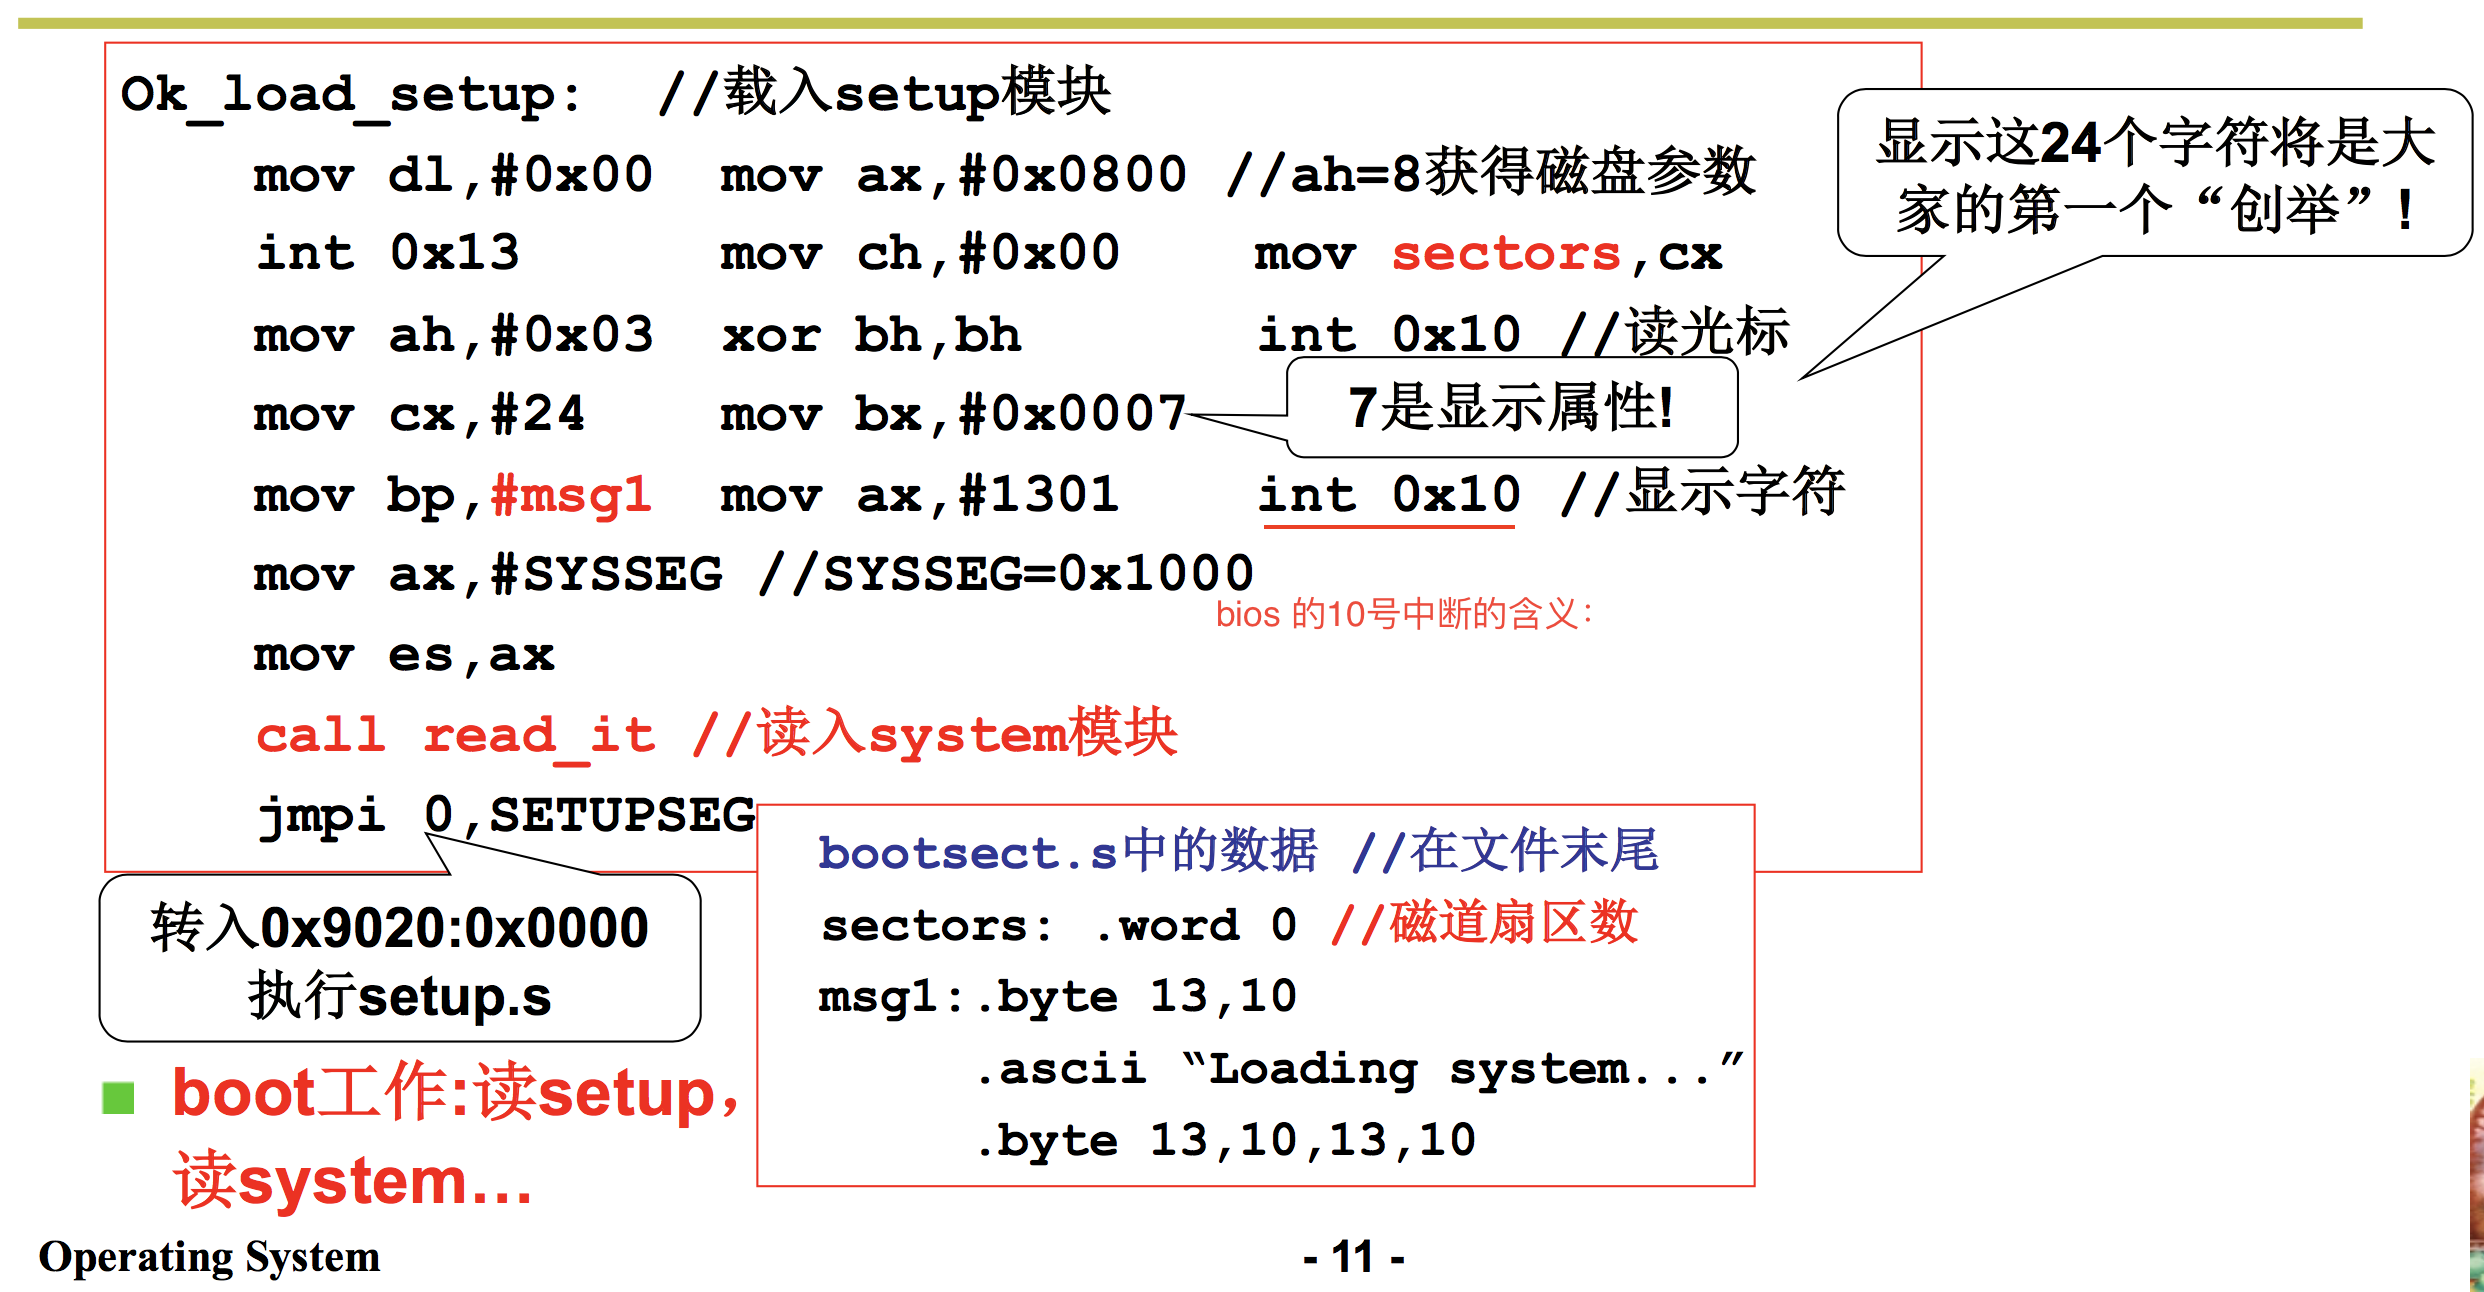 Ok_load_setup: //载入setup模块
mov dl,#0x00 mov ax,#0x0800 //ah=8获得磁盘参数
int 0x13 mov ch,#0x00 mov sectors,cx
mov ah,#0x03 xor bh,bh int 0x10 //读光标
mov cx,#24 mov bx,#0x0007
mov bp,#msg1 mov ax,#1301 int 0x10 //显示字符
mov ax,#SYSSEG //SYSSEG=0x1000
mov es,ax
call read_it //读入system模块
jmpi 0,SETUPSEG
显示这24个字符将是大
家的第一个“创举”!
7是显示属性!
bios 的10号中断的含义：
转入0x9020:0x0000
执行setup.s
bootsect.s中的数据 //在文件末尾
sectors: .word 0 //磁道扇区数
msg1:.byte 13,10
.ascii “Loading system...”
.byte 13,10,13,10
boot工作:读setup，
读system…
Operating System
- 11 -